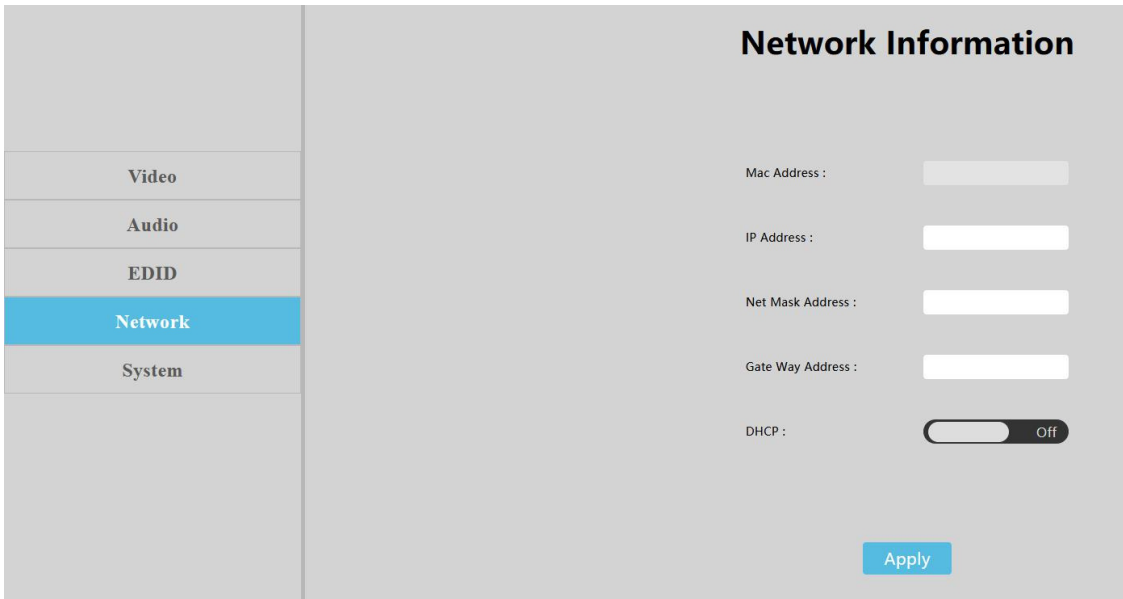 Network Information
Video
Audio
EDID
Network
System
Mac Address :
IP Address :
Net Mask Address :
Gate Way Address :
DHCP :
Off
Apply